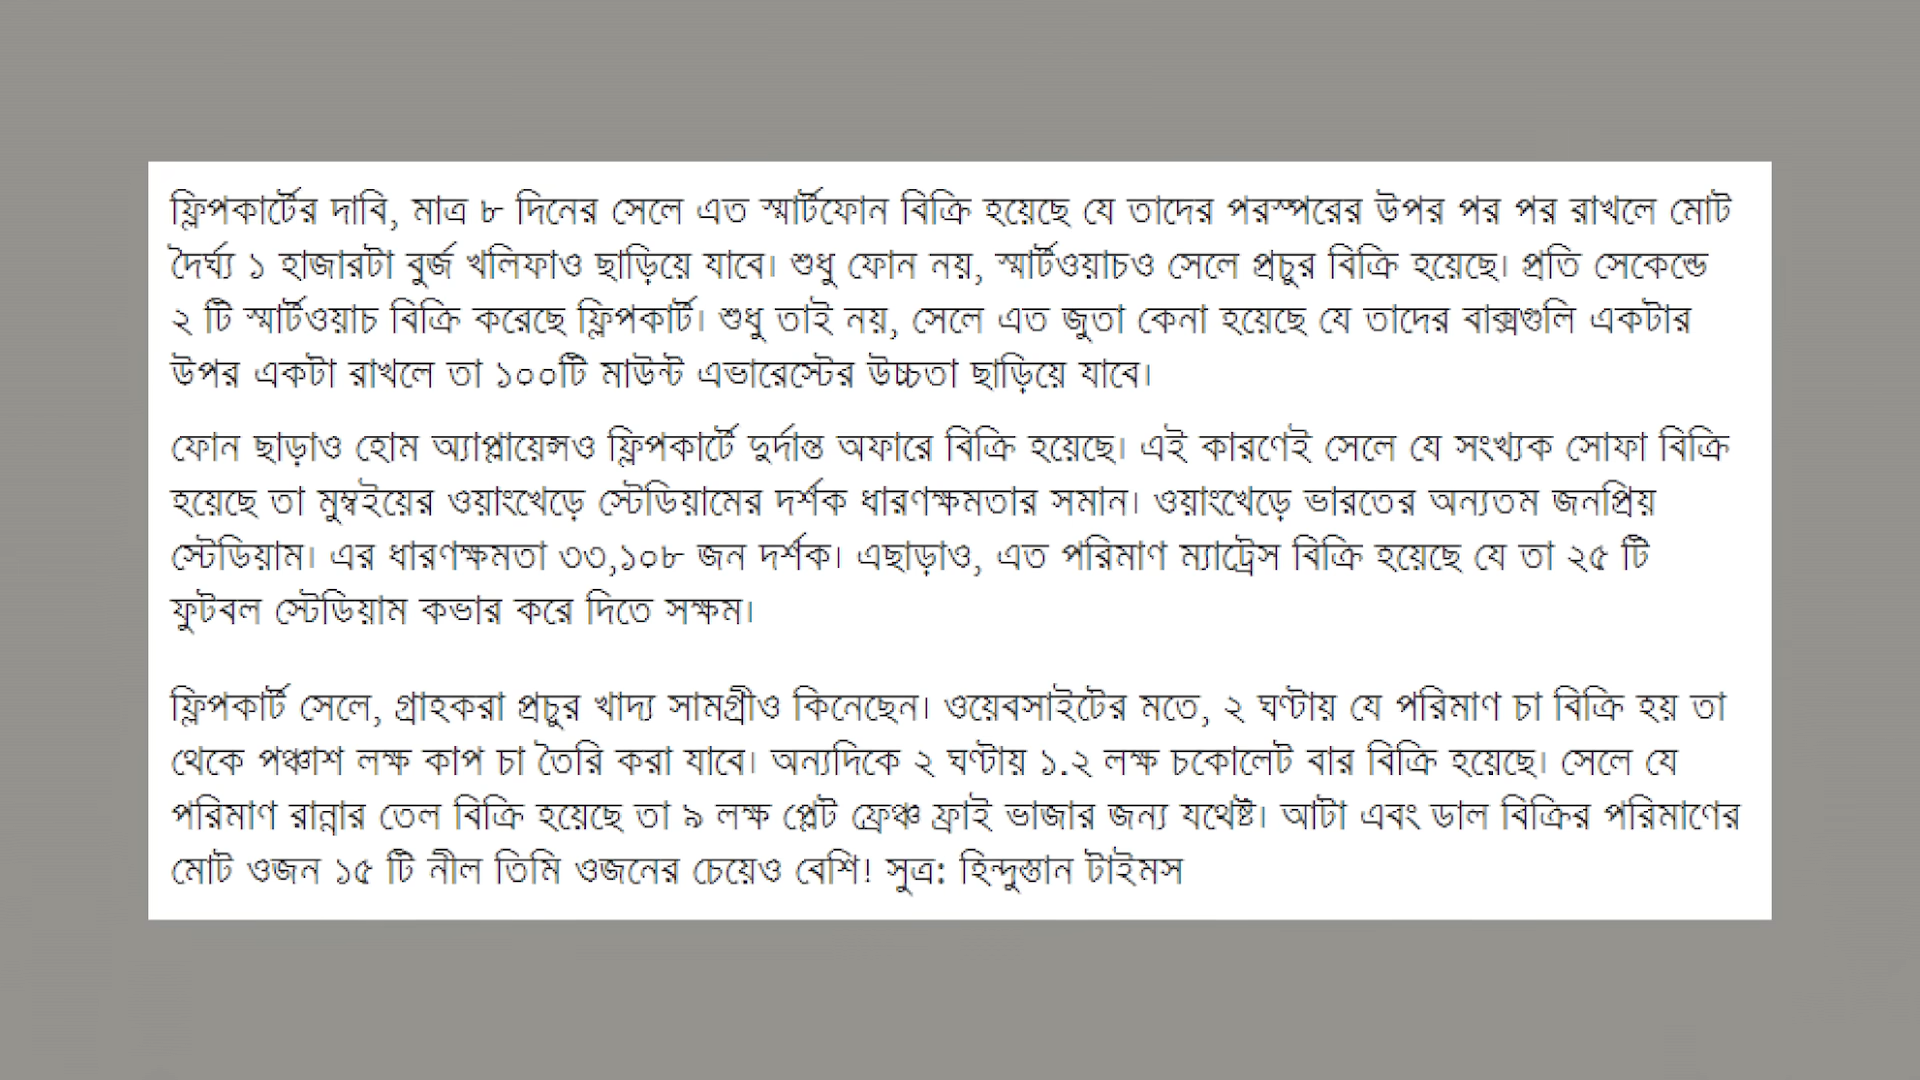 ফ্লিপকার্টের দাবি, মাত্র ৮ দিনের সেলে এত স্মার্টফোন বিক্রি হয়েছে যে তাদের পরস্পরের উপর পর পর রাখলে মোট
দৈর্ঘ্য ১ হাজারটা বুর্জ খলিফাও ছাড়িয়ে যাবে। শুধু ফোন নয়, স্মার্টওয়াচও সেলে প্রচুর বিক্রি হয়েছে। প্রতি সেকেন্ডে
২ টি স্মার্টওয়াচ বিক্রি করেছে ফ্লিপকার্ট। শুধু তাই নয়, সেলে এত জুতা কেনা হয়েছে যে তাদের বাক্সগুলি একটার
উপর একটা রাখলে তা ১০০টি মাউন্ট এভারেস্টের উচ্চতা ছাড়িয়ে যাবে।
ফোন ছাড়াও হোম অ্যাপ্লায়েন্সও ফ্লিপকার্টে দুর্দান্ত অফারে বিক্রি হয়েছে। এই কারণেই সেলে যে সংখ্যক সোফা বিক্রি
হয়েছে তা মুম্বইয়ের ওয়াংখেড়ে স্টেডিয়ামের দর্শক ধারণক্ষমতার সমান। ওয়াংখেড়ে ভারতের অন্যতম জনপ্রিয়
স্টেডিয়াম। এর ধারণক্ষমতা ৩৩,১০৮ জন দর্শক। এছাড়াও, এত পরিমাণ ম্যাট্রেস বিক্রি হয়েছে যে তা ২৫ টি
ফুটবল স্টেডিয়াম কভার করে দিতে সক্ষম।
ফ্লিপকার্ট সেলে, গ্রাহকরা প্রচুর খাদ্য সামগ্রীও কিনেছেন। ওয়েবসাইটের মতে, ২ ঘণ্টায় যে পরিমাণ চা বিক্রি হয় তা
থেকে পঞ্চাশ লক্ষ কাপ চা তৈরি করা যাবে। অন্যদিকে ২ ঘণ্টায় ১.২ লক্ষ চকোলেট বার বিক্রি হয়েছে। সেলে যে
পরিমাণ রান্নার তেল বিক্রি হয়েছে তা ৯ লক্ষ প্লেট ফ্রেঞ্চ ফ্রাই ভাজার জন্য যথেষ্ট। আটা এবং ডাল বিক্রির পরিমাণের
মোট ওজন ১৫ টি নীল তিমি ওজনের চেয়েও বেশি! সুত্র: হিন্দুস্তান টাইমস